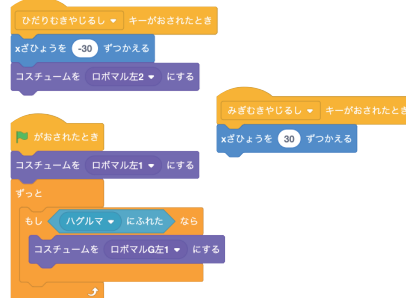 ひだりむきやじるし キーがおされたとき
xざひょうを -30 ずつかえる
コスチュームを ロボマル左2 にする
みぎむきやじるし キーがおされたとき
xざひょうを 30 ずつかえる
がおされたとき
コスチュームを ロボマル左1 にする
ずっと
もし ハグルマ にふれた なら
コスチュームを ロボマルG左1 にする